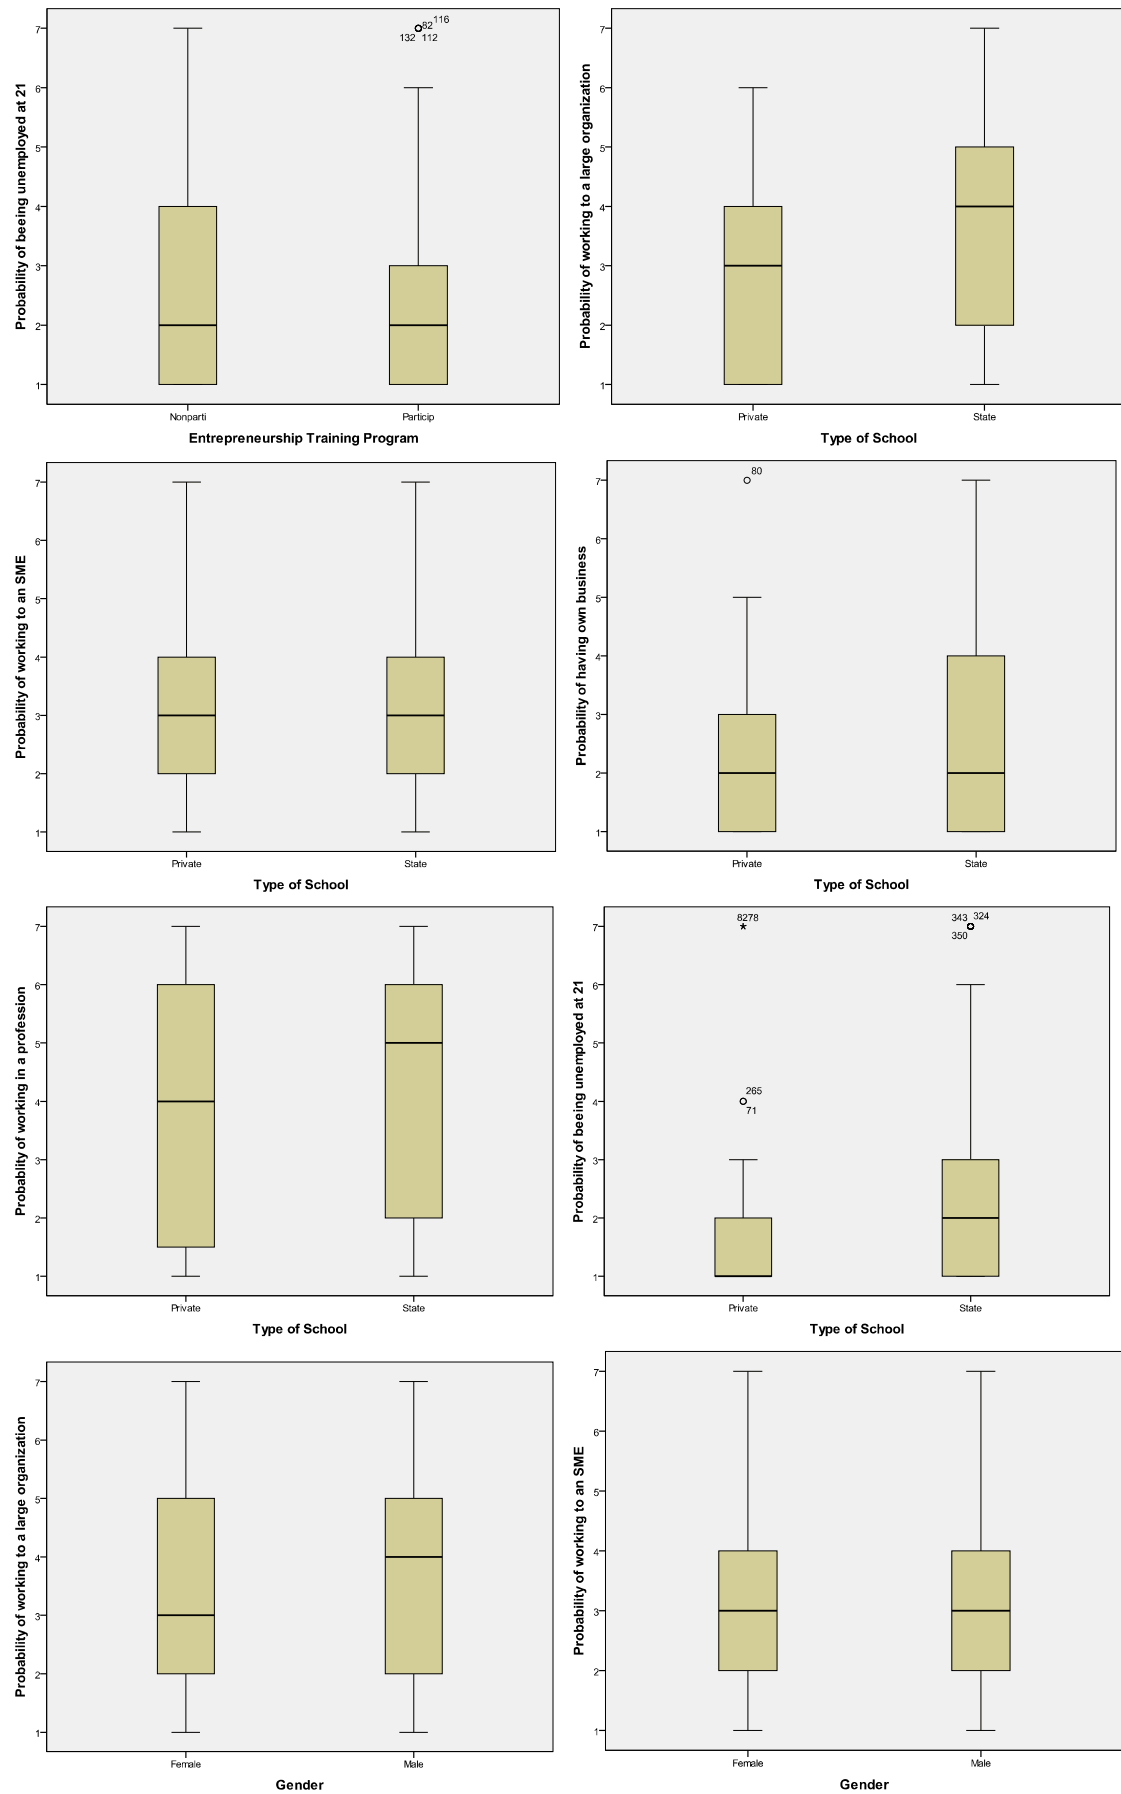 Probability of beeing unemployed at 21
7
6
5
4
3
2
1
82 116
132 112
Nonparti Particip
Entrepreneurship Training Program
Probability of working to a large organization
7
6
5
4
3
2
1
Private State
Type of School
Probability of working to an SME
7
6
5
4
3
2
1
Private State
Type of School
Probability of having own business
7
6
5
4
3
2
1
80
Private State
Type of School
Probablity of working in a profession
7
6
5
4
3
2
1
Private State
Type of School
Probability of beeing unemployed at 21
7
6
5
4
3
2
1
8278
343 324
350
265
71
Private State
Type of School
Probability of working to a large organization
7
6
5
4
3
2
1
Female Male
Gender
Probability of working to an SME
7
6
5
4
3
2
1
Female Male
Gender